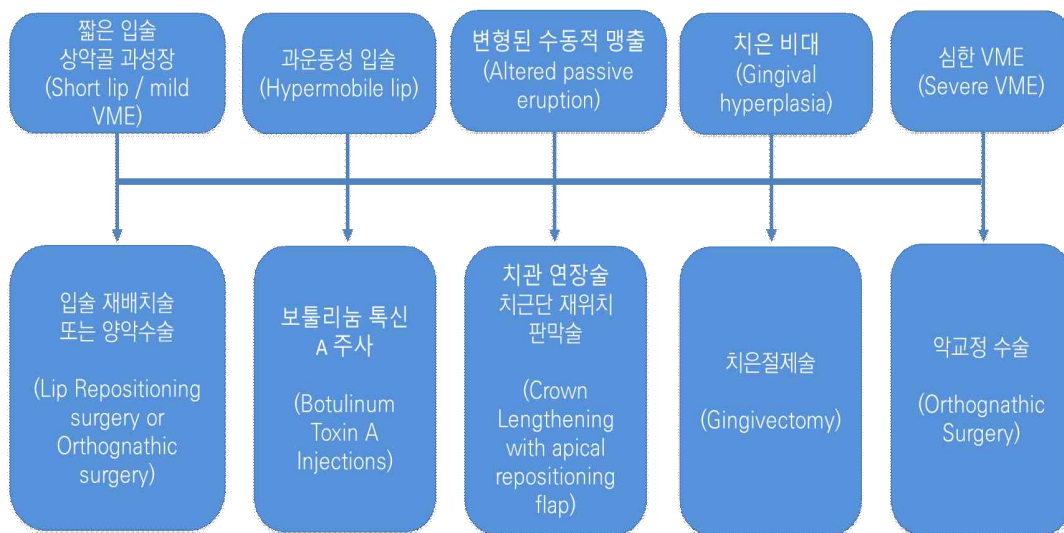 짧은 입술
상악골 과성장
(Short lip / mild
VME)
과운동성 입술
(Hypermobile lip)
변형된 수동적 맹출
(Altered passive
eruption)
치은 비대
(Gingival
hyperplasia)
심한 VME
(Severe VME)
입술 재배치술
또는 양악수술
(Lip Repositioning
surgery or
Orthognathic
surgery)
보툴리눔 톡신
A 주사
(Botulinum
Toxin A
Injections)
치관 연장술
치근단 재위치
판막술
(Crown
Lengthening
with apical
repositioning
flap)
치은절제술
(Gingivectomy)
악교정 수술
(Orthognathic
Surgery)